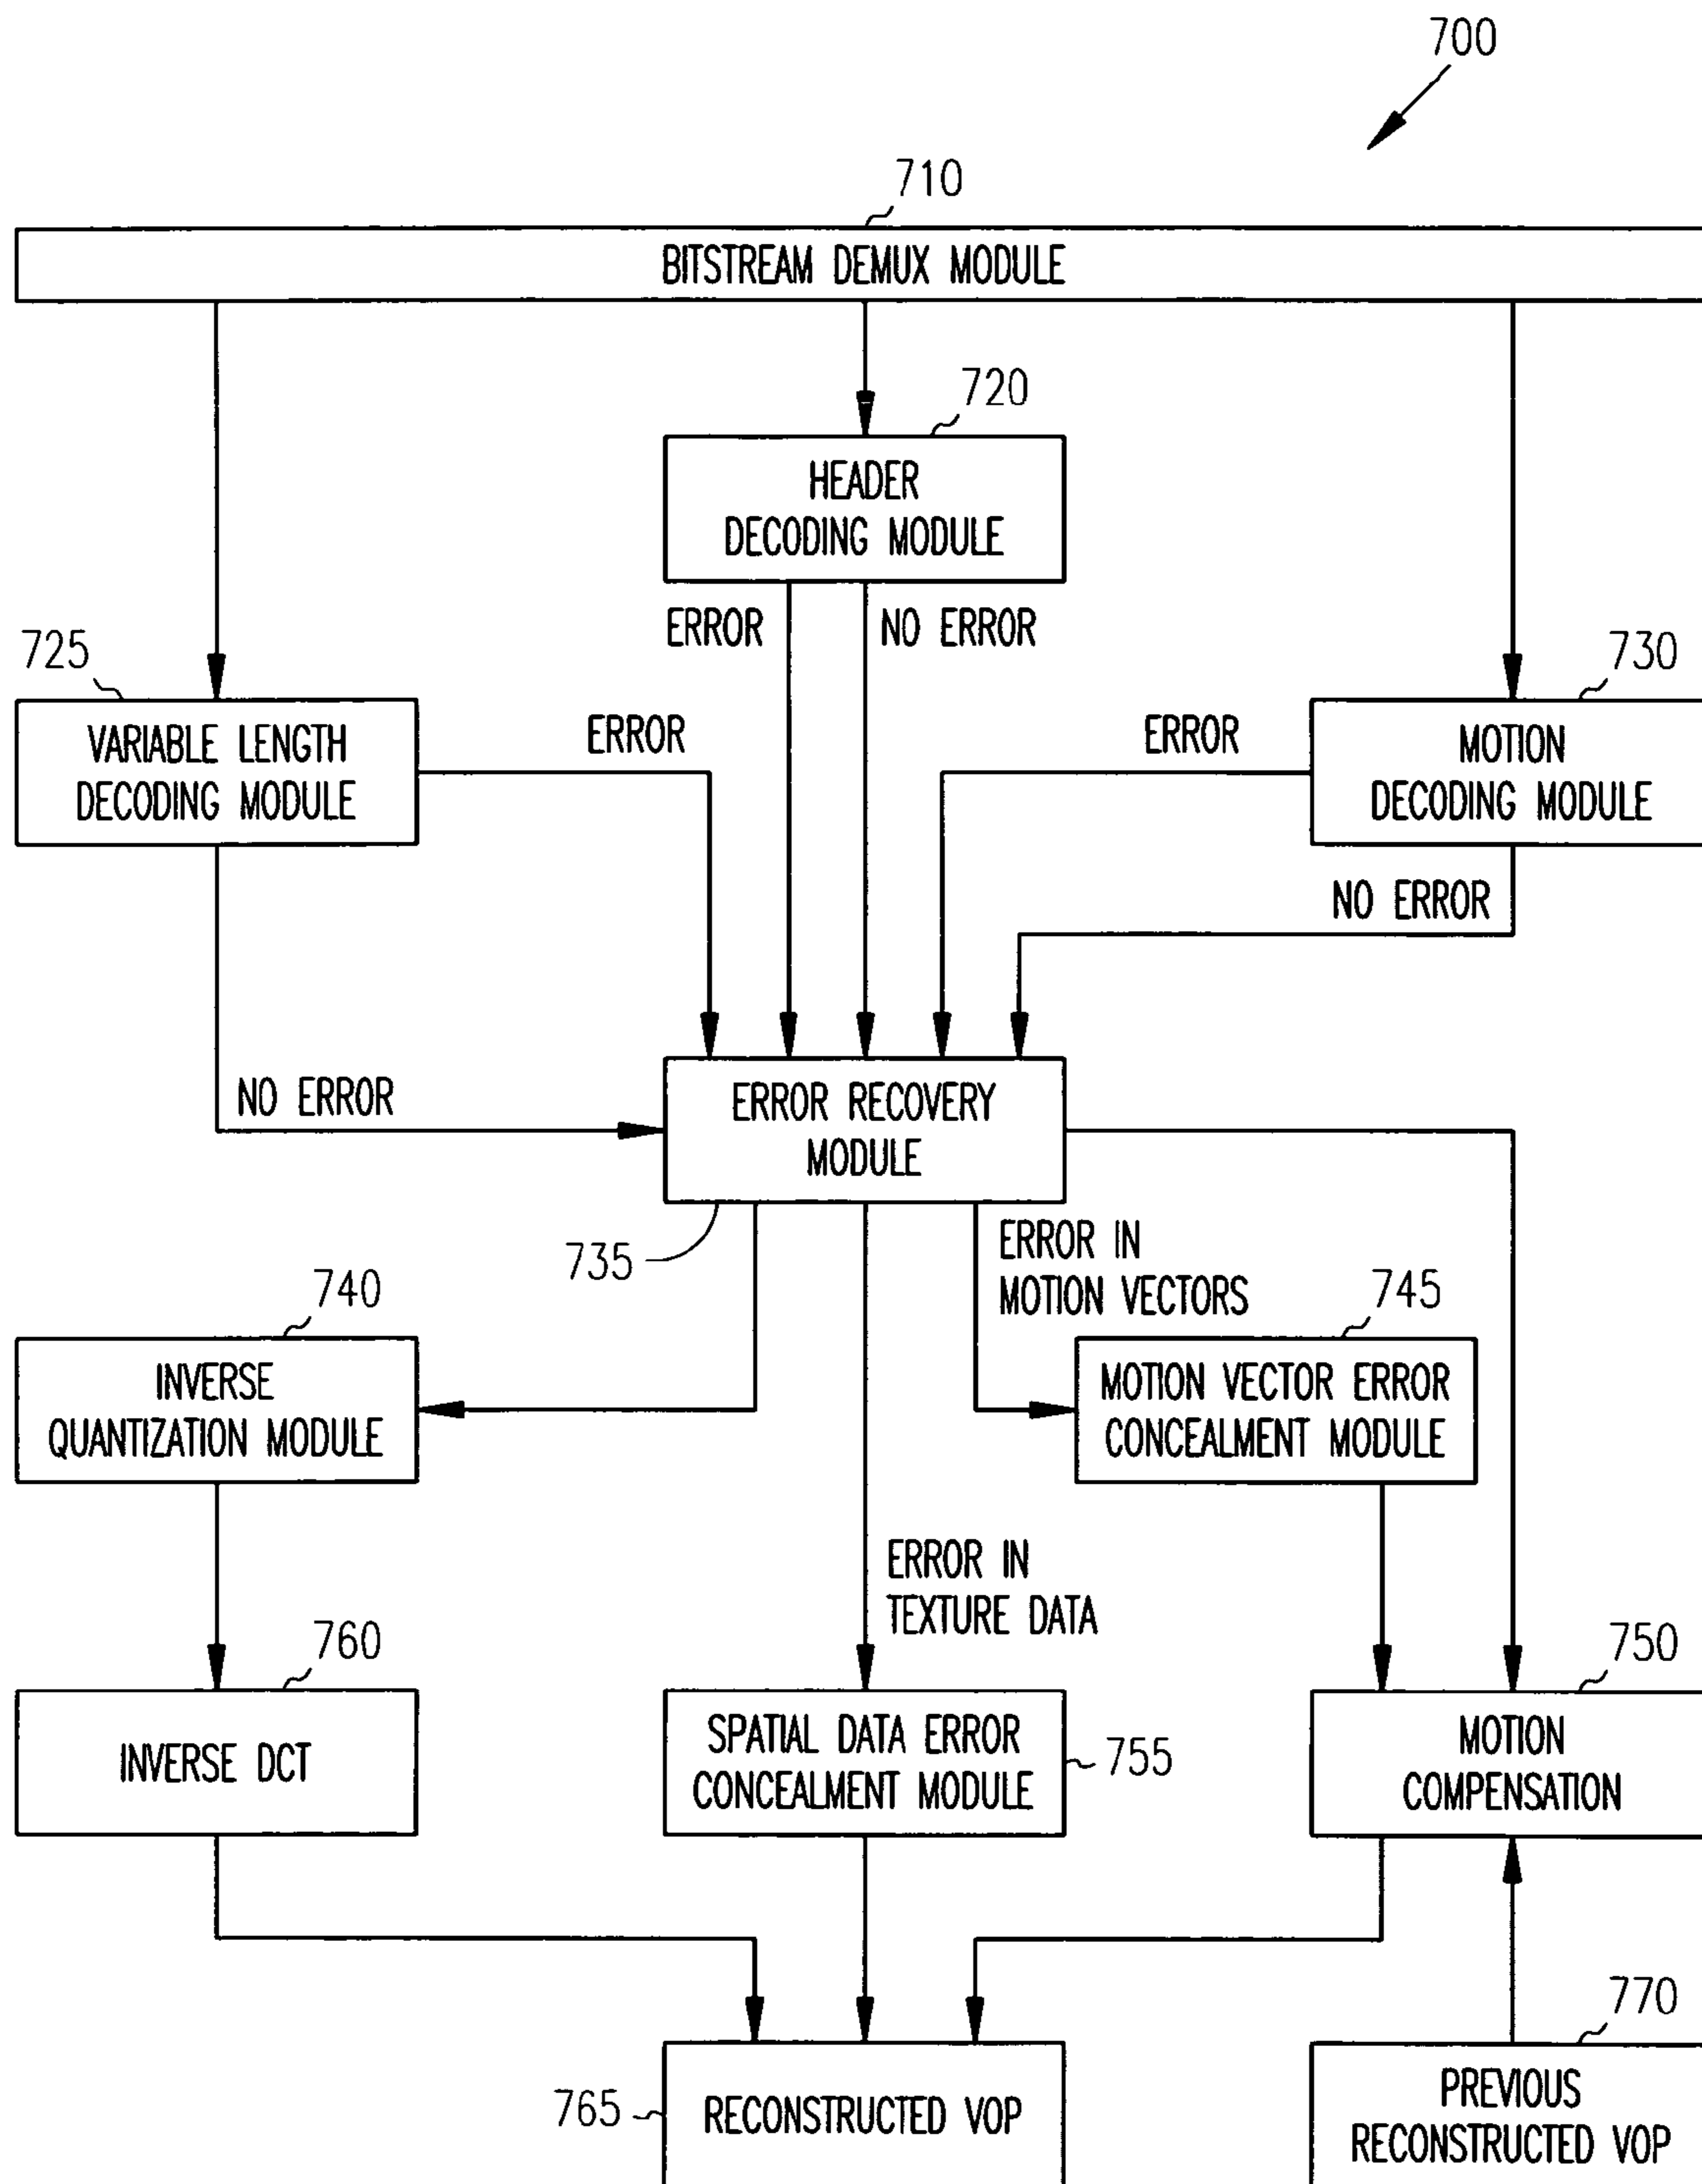 700
710
BITSTREAM DEMUX MODULE
720
HEADER
DECODING MODULE
ERROR
NO ERROR
725
VARIABLE LENGTH
DECODING MODULE
ERROR
ERROR
730
MOTION
DECODING MODULE
NO ERROR
NO ERROR
ERROR RECOVERY
MODULE
735
ERROR IN
MOTION VECTORS
740
INVERSE
QUANTIZATION MODULE
745
MOTION VECTOR ERROR
CONCEALMENT MODULE
ERROR IN
TEXTURE DATA
760
INVERSE DCT
SPATIAL DATA ERROR
CONCEALMENT MODULE
755
750
MOTION
COMPENSATION
765
RECONSTRUCTED VOP
770
PREVIOUS
RECONSTRUCTED VOP